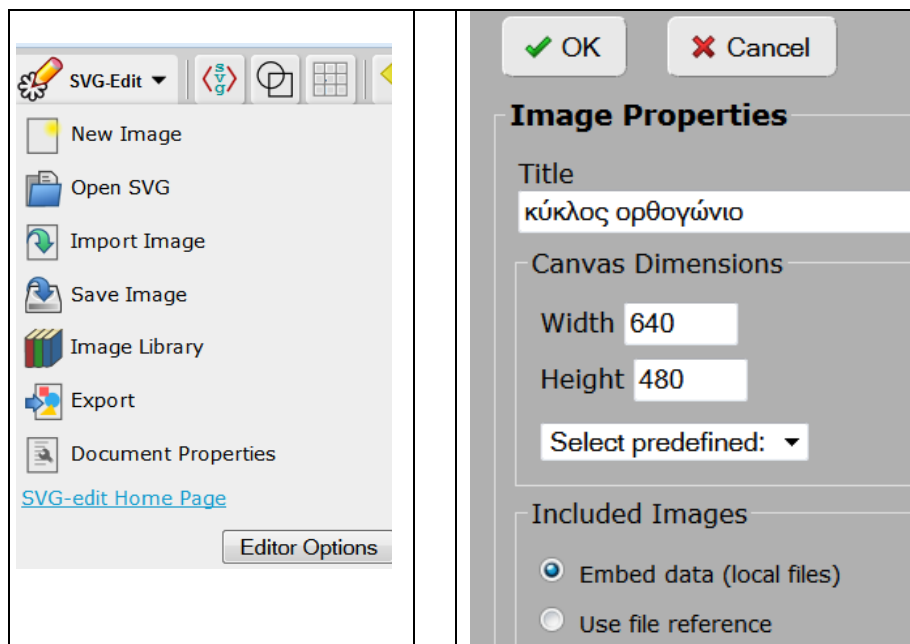 SVG-Edit
svg
New Image
Open SVG
Import Image
Save Image
Image Library
Export
Document Properties
SVG-edit Home Page
Editor Options
OK Cancel
Image Properties
Title
κύκλος ορθογώνιο
Canvas Dimensions
Width 640
Height 480
Select predefined:
Included Images
Embed data (local files)
Use file reference